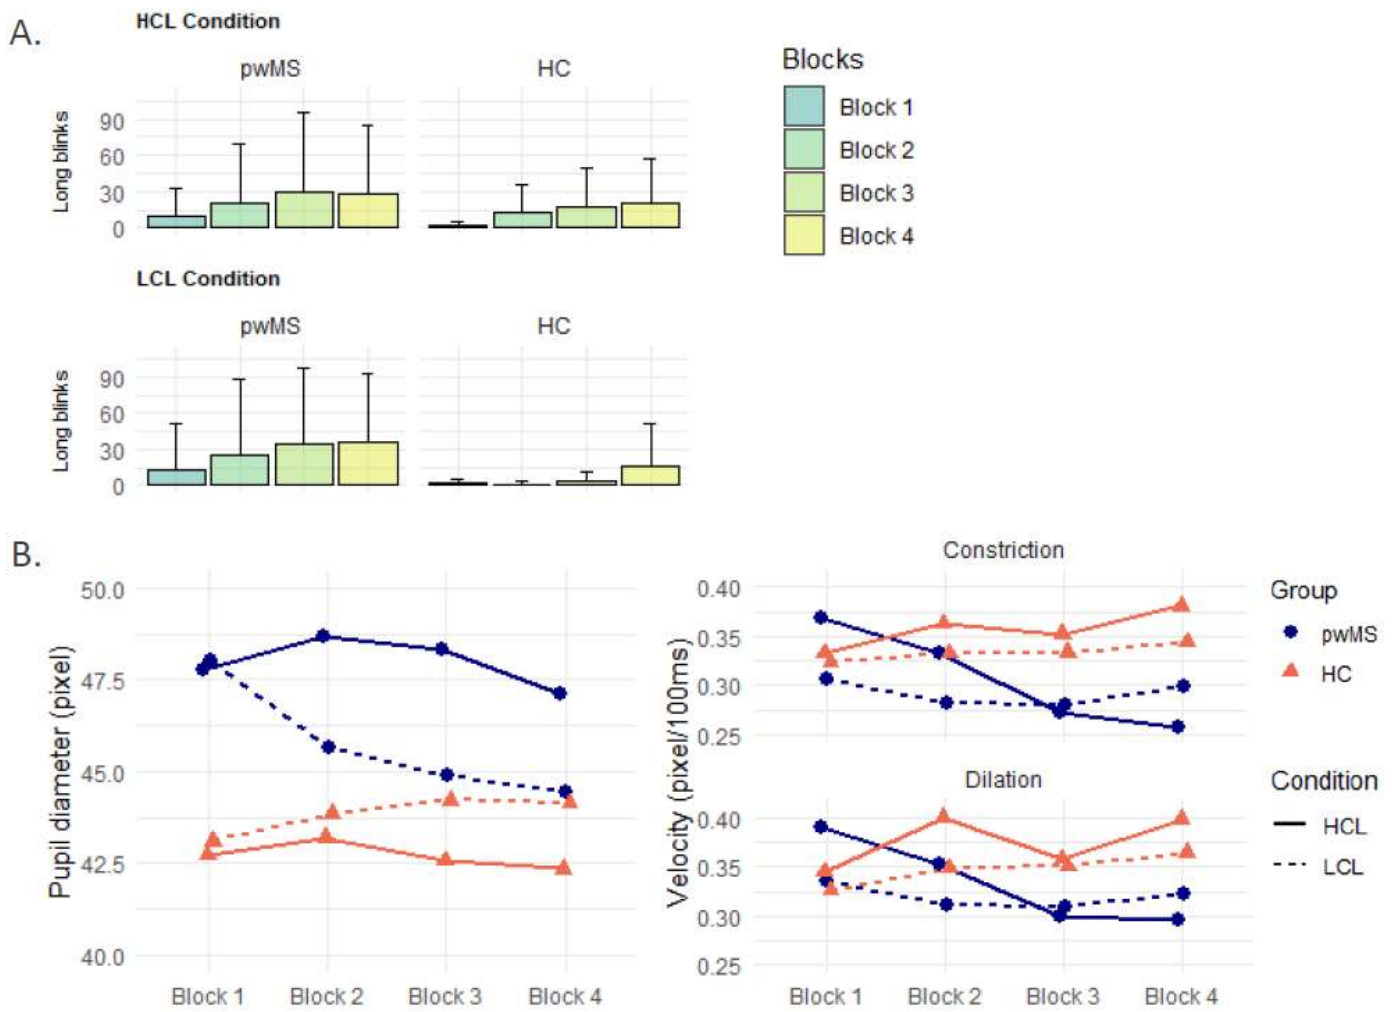 A.
HCL Condition
pwMS
HC
Long blinks
90
60
30
0
Blocks
Block 1
Block 2
Block 3
Block 4
LCL Condition
pwMS
HC
Long blinks
90
60
30
0
B.
Pupil diameter (pixel)
50.0
47.5
45.0
42.5
40.0
Block 1 Block 2 Block 3 Block 4
Velocity (pixel/100ms)
Constriction
0.40
0.35
0.30
0.25
Dilation
0.40
0.35
0.30
0.25
Block 1 Block 2 Block 3 Block 4
Group
pwMS
HC
Condition
HCL
LCL